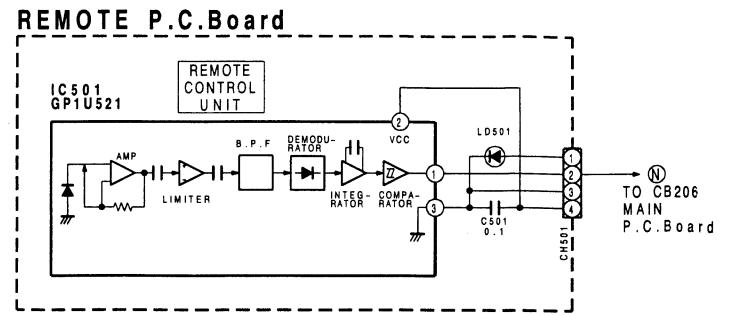 REMOTE P.C.Board
REMOTE
CONTROL
UNIT
IC501
GP1U521
2
VCC
LD501
AMP
B.P.F
DEMODU-
RATOR
LIMITER
INTEG-
RATOR
COMPA-
RATOR
1
3
C501
0.1
1
2
3
4
CH501
N
TO CB206
MAIN
P.C.Board